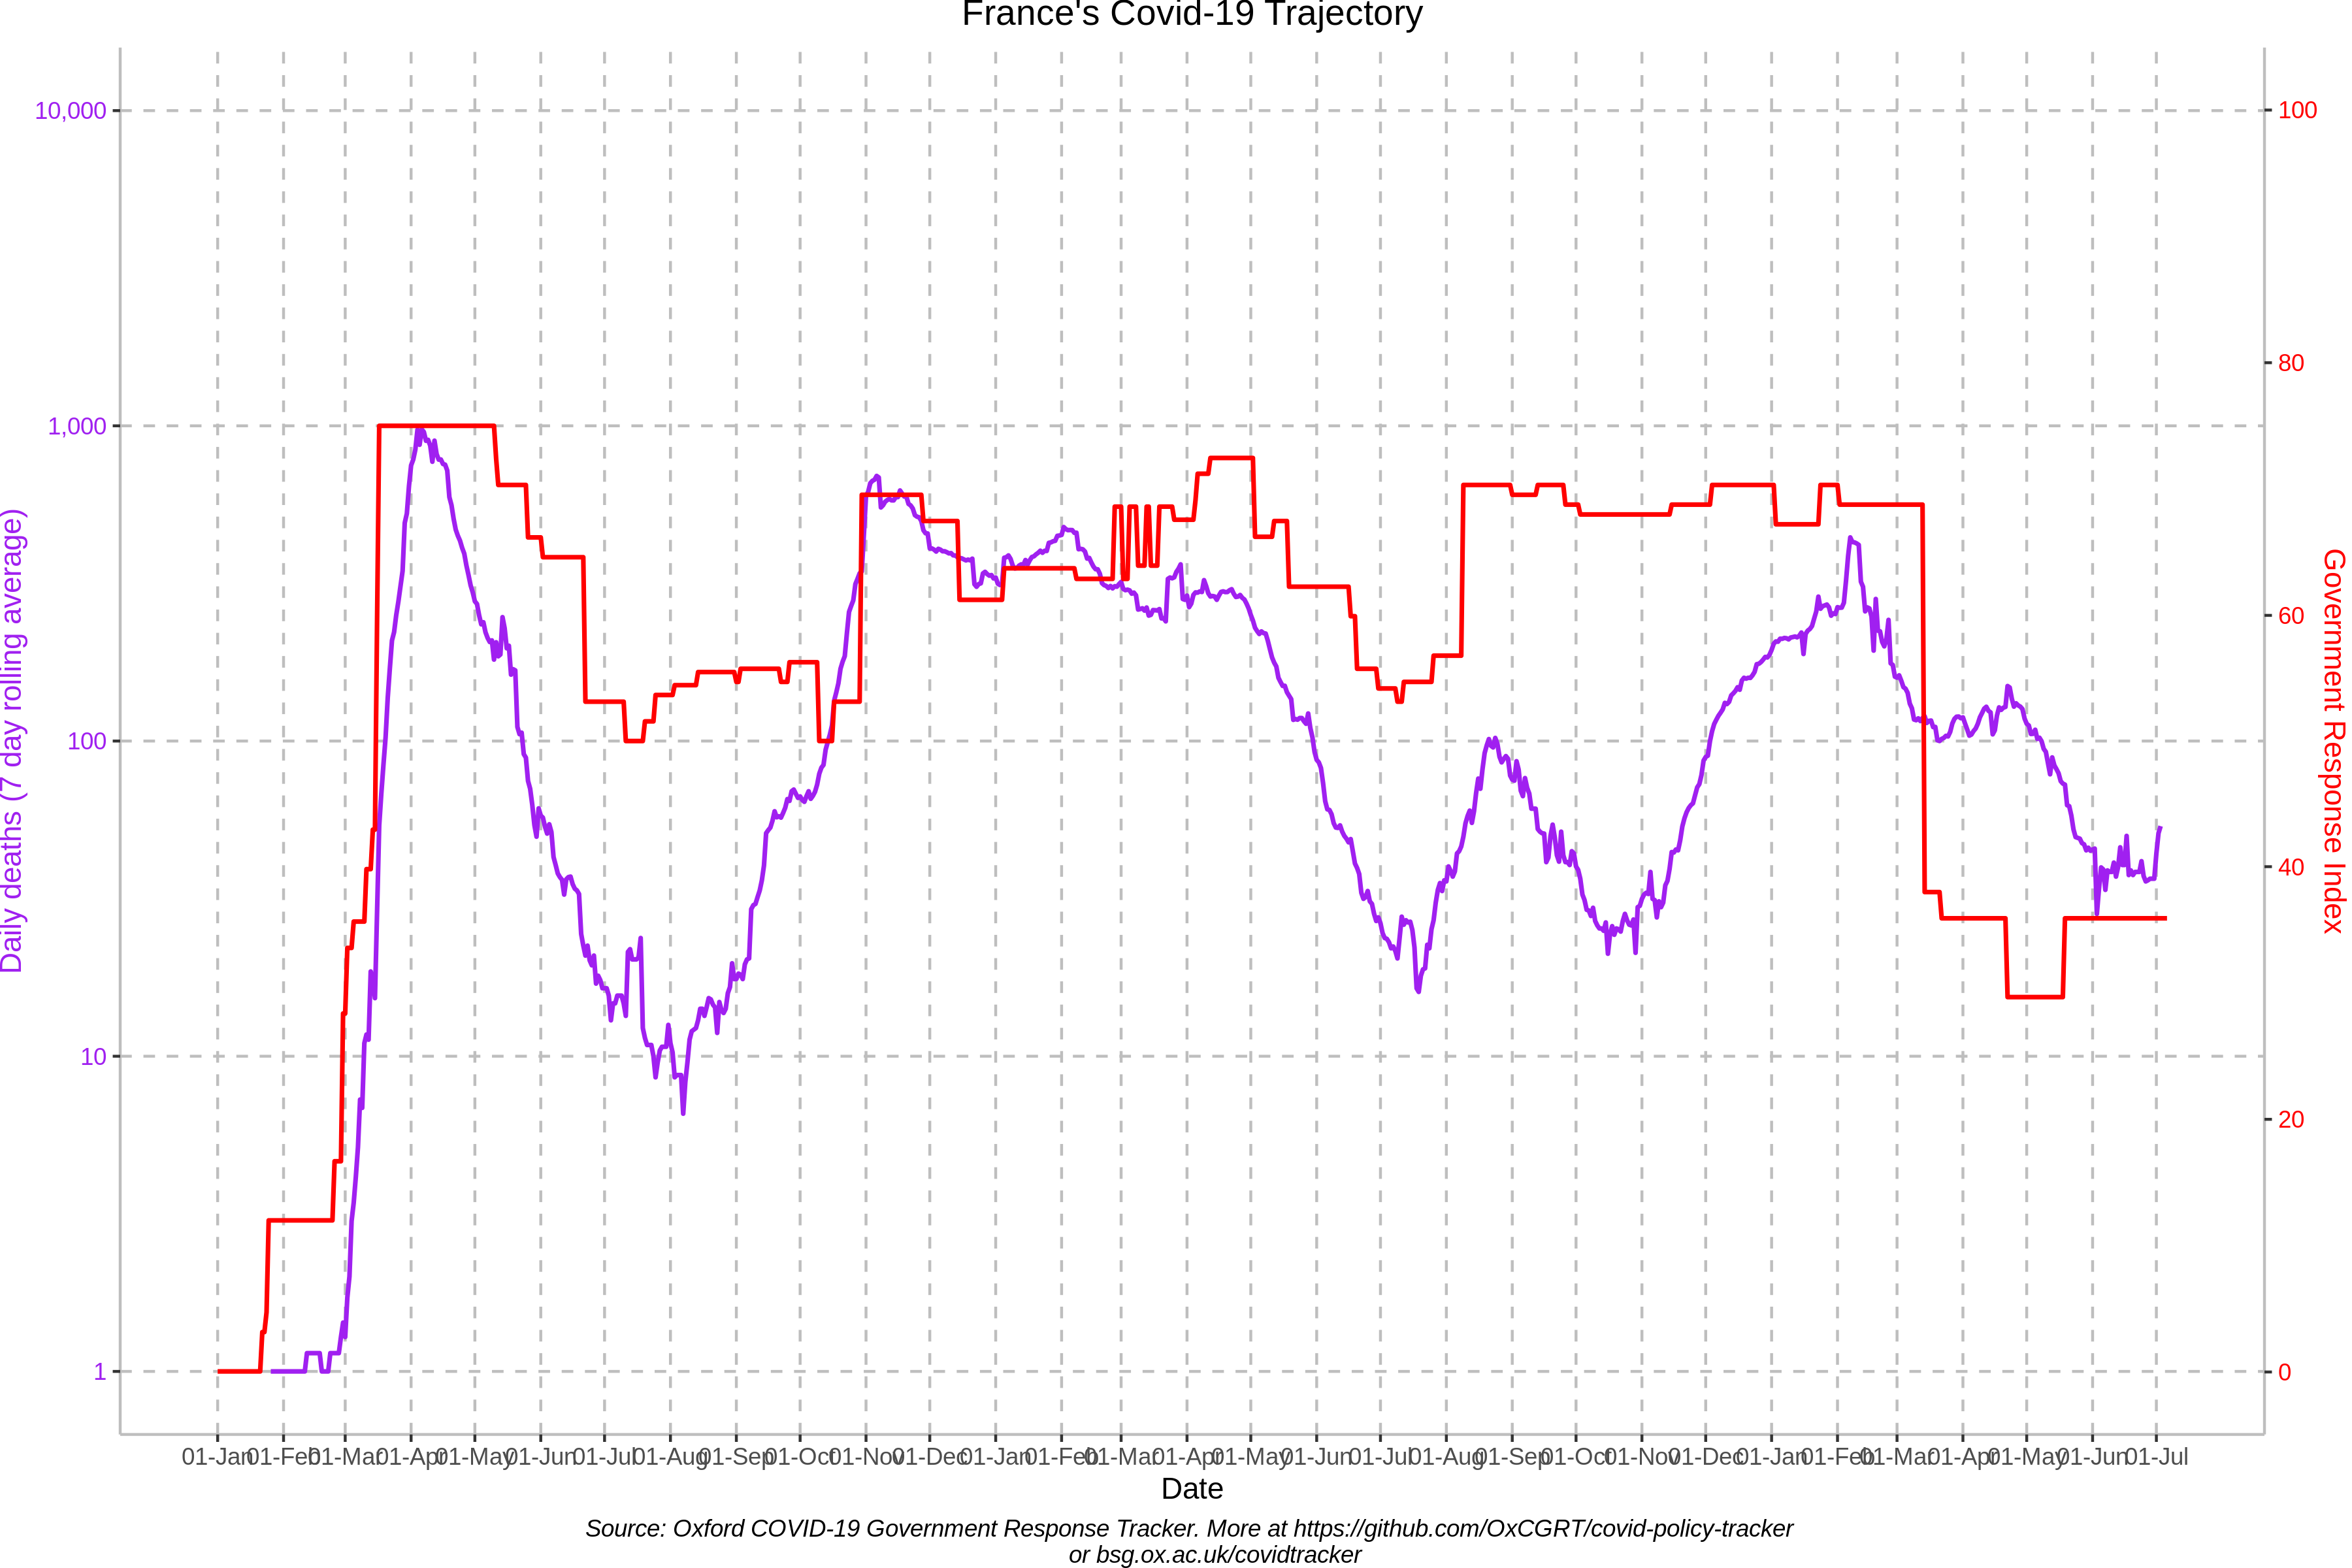 France's Covid-19 Trajectory
10,000
1,000
100
10
1
Daily deaths (7 day rolling average)
100
80
60
40
20
0
Government Response Index
01-Jan 01-Feb 01-Mar 01-Apr 01-May 01-Jun 01-Jul 01-Aug 01-Sep 01-Oct 01-Nov 01-Dec 01-Jan 01-Feb 01-Mar 01-Apr 01-May 01-Jun 01-Jul 01-Aug 01-Sep 01-Oct 01-Nov 01-Dec 01-Jan 01-Feb 01-Mar 01-Apr 01-May 01-Jun 01-Jul
Date
Source: Oxford COVID-19 Government Response Tracker. More at https://github.com/OxCGRT/covid-policy-tracker
or bsg.ox.ac.uk/covidtracker